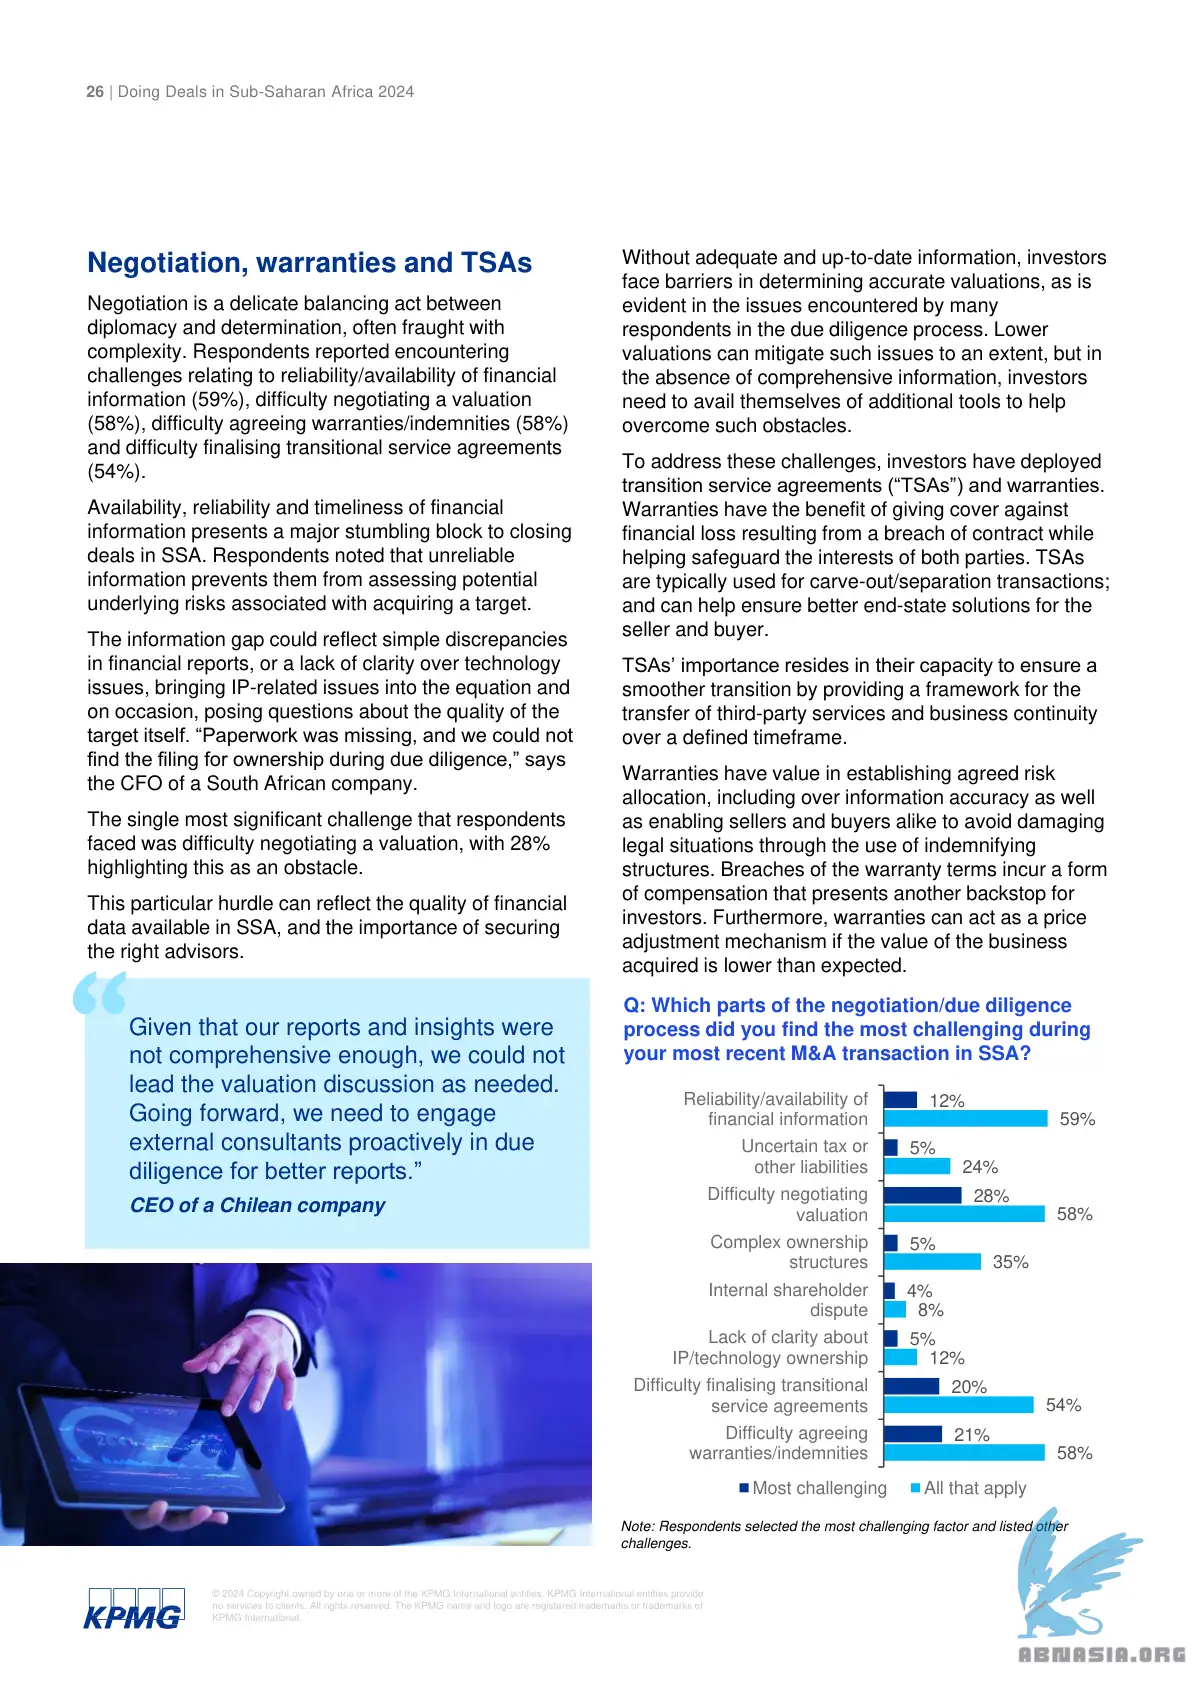 26 | Doing Deals in Sub-Saharan Africa 2024
Negotiation, warranties and TSAs
Negotiation is a delicate balancing act between
diplomacy and determination, often fraught with
complexity. Respondents reported encountering
challenges relating to reliability/availability of financial
information (59%), difficulty negotiating a valuation
(58%), difficulty agreeing warranties/indemnities (58%)
and difficulty finalising transitional service agreements
(54%).
Availability, reliability and timeliness of financial
information presents a major stumbling block to closing
deals in SSA. Respondents noted that unreliable
information prevents them from assessing potential
underlying risks associated with acquiring a target.
The information gap could reflect simple discrepancies
in financial reports, or a lack of clarity over technology
issues, bringing IP-related issues into the equation and
on occasion, posing questions about the quality of the
target itself. “Paperwork was missing, and we could not
find the filing for ownership during due diligence,” says
the CFO of a South African company.
The single most significant challenge that respondents
faced was difficulty negotiating a valuation, with 28%
highlighting this as an obstacle.
This particular hurdle can reflect the quality of financial
data available in SSA, and the importance of securing
the right advisors.
“
Given that our reports and insights were
not comprehensive enough, we could not
lead the valuation discussion as needed.
Going forward, we need to engage
external consultants proactively in due
diligence for better reports.”
CEO of a Chilean company
Without adequate and up-to-date information, investors
face barriers in determining accurate valuations, as is
evident in the issues encountered by many
respondents in the due diligence process. Lower
valuations can mitigate such issues to an extent, but in
the absence of comprehensive information, investors
need to avail themselves of additional tools to help
overcome such obstacles.
To address these challenges, investors have deployed
transition service agreements (“TSAs”) and warranties.
Warranties have the benefit of giving cover against
financial loss resulting from a breach of contract while
helping safeguard the interests of both parties. TSAs
are typically used for carve-out/separation transactions;
and can help ensure better end-state solutions for the
seller and buyer.
TSAs’ importance resides in their capacity to ensure a
smoother transition by providing a framework for the
transfer of third-party services and business continuity
over a defined timeframe.
Warranties have value in establishing agreed risk
allocation, including over information accuracy as well
as enabling sellers and buyers alike to avoid damaging
legal situations through the use of indemnifying
structures. Breaches of the warranty terms incur a form
of compensation that presents another backstop for
investors. Furthermore, warranties can act as a price
adjustment mechanism if the value of the business
acquired is lower than expected.
Q: Which parts of the negotiation/due diligence
process did you find the most challenging during
your most recent M&A transaction in SSA?
Reliability/availability of
financial information
12%
59%
Uncertain tax or
other liabilities
5%
24%
Difficulty negotiating
valuation
28%
58%
Complex ownership
structures
5%
35%
Internal shareholder
dispute
4%
8%
Lack of clarity about
IP/technology ownership
5%
12%
Difficulty finalising transitional
service agreements
20%
54%
Difficulty agreeing
warranties/indemnities
21%
58%
Most challenging All that apply
Note: Respondents selected the most challenging factor and listed other
challenges.
KPMG
© 2024 Copyright owned by one or more of the KPMG International entities. KPMG International entities provide
no services to clients. All rights reserved. The KPMG name and logo are registered trademarks or trademarks of
KPMG International.
ABNASIA.ORG